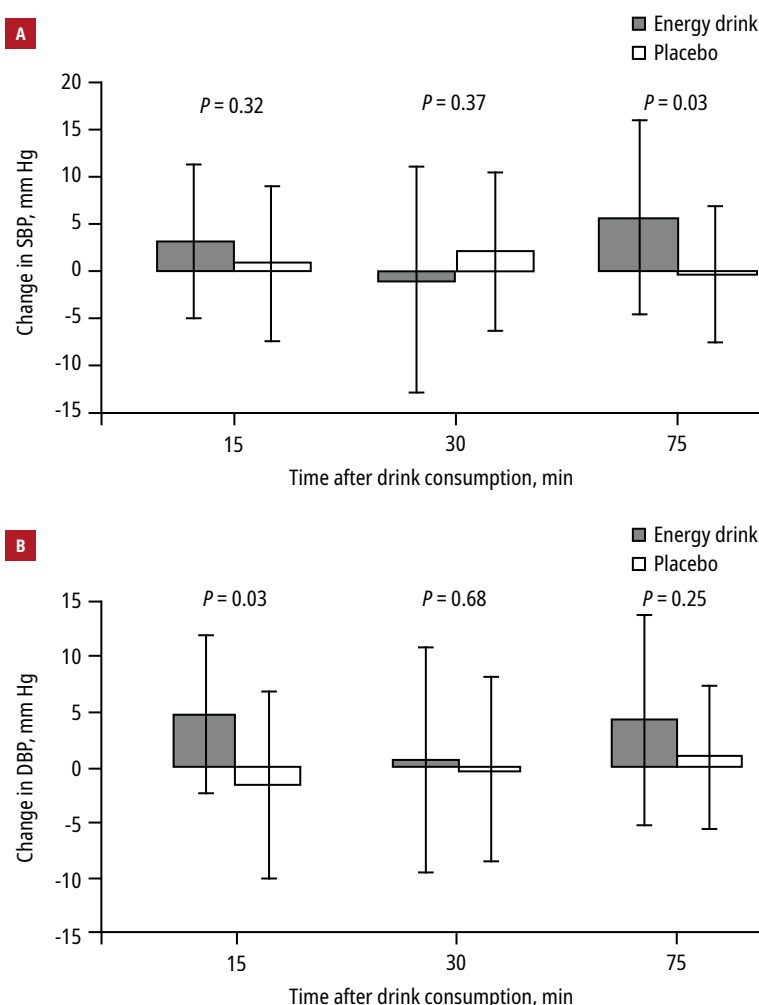 A
Energy drink
Placebo
P = 0.32
P = 0.37
P = 0.03
20
15
10
5
0
-5
-10
-15
Change in SBP, mm Hg
15
30
75
Time after drink consumption, min
B
Energy drink
Placebo
P = 0.03
P = 0.68
P = 0.25
15
10
5
0
-5
-10
-15
Change in DBP, mm Hg
15
30
75
Time after drink consumption, min